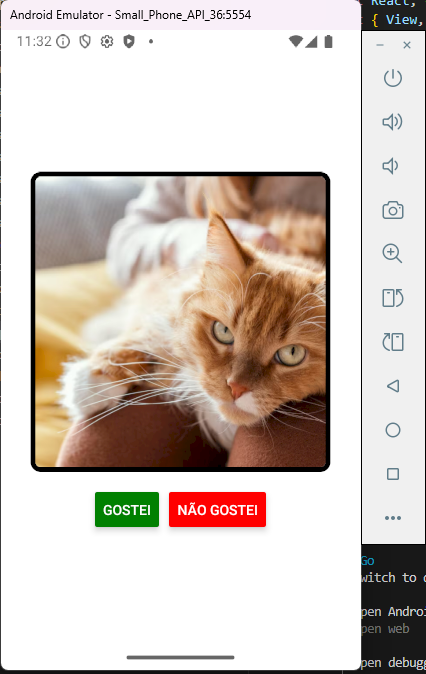 Android Emulator - Small_Phone_API_36:5554
React,
{ View,
11:32
GOSTEI
NÃO GOSTEI
Go
witch to
pen Androi
pen web
pen debugg